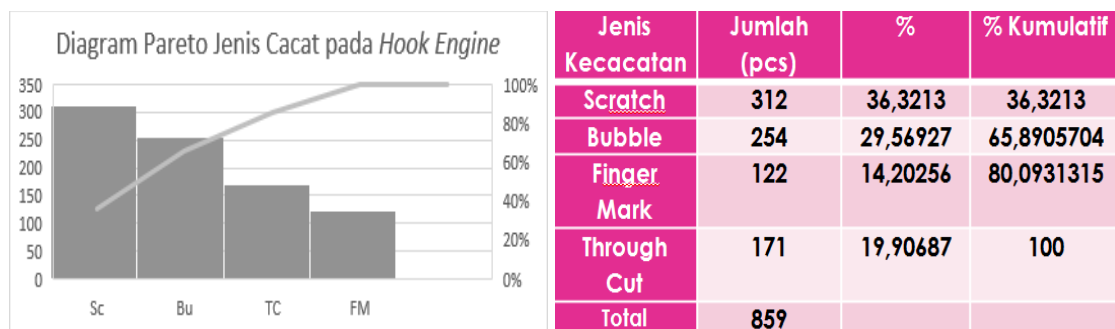 Diagram Pareto Jenis Cacat pada Hook Engine
350
300
250
200
150
100
50
0
100%
80%
60%
40%
20%
0%
Sc Bu TC FM
Jenis Kecacatan Jumlah (pcs) % % Kumulatif
Scratch 312 36,3213 36,3213
Bubble 254 29,56927 65,8905704
Finger Mark 122 14,20256 80,0931315
Through Cut 171 19,90687 100
Total 859